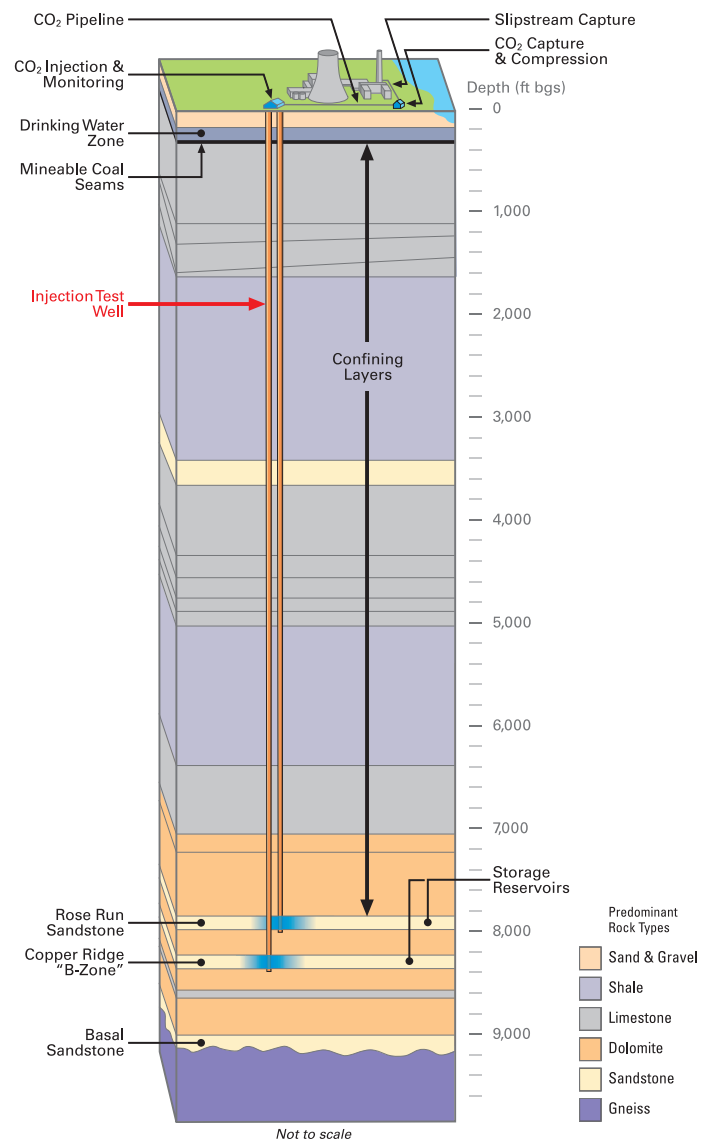 CO₂ Pipeline
Slipstream Capture
CO₂ Capture
& Compression
CO₂ Injection &
Monitoring
Depth (ft bgs)
0
Drinking Water
Zone
Mineable Coal
Seams
1,000
Injection Test
Well
2,000
Confining
Layers
3,000
4,000
5,000
6,000
7,000
Storage
Reservoirs
Rose Run
Sandstone
8,000
Copper Ridge
"B-Zone"
9,000
Basal
Sandstone
Predominant
Rock Types
Sand & Gravel
Shale
Limestone
Dolomite
Sandstone
Gneiss
Not to scale